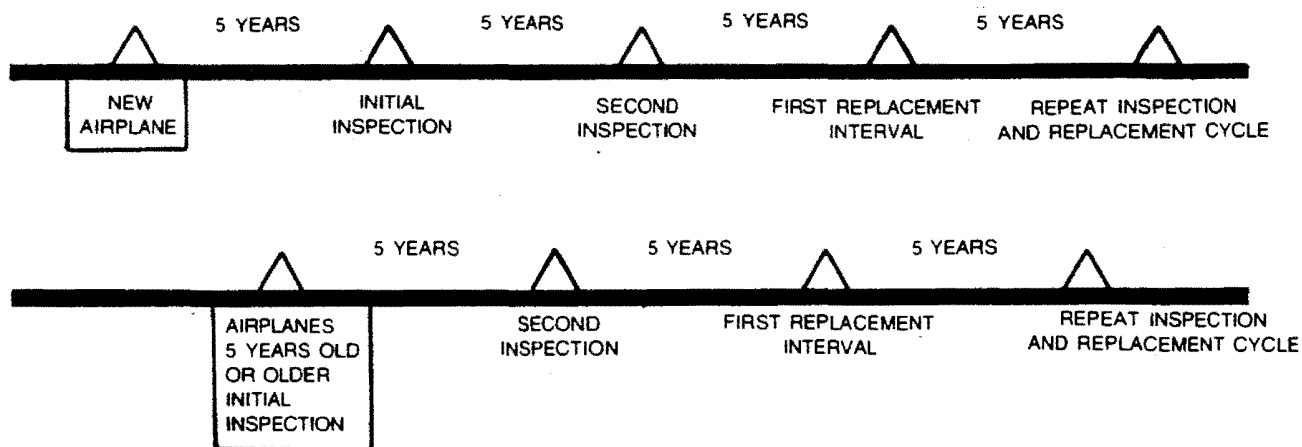 5 YEARS 5 YEARS 5 YEARS 5 YEARS
NEW
AIRPLANE
INITIAL
INSPECTION
SECOND
INSPECTION
FIRST REPLACEMENT
INTERVAL
REPEAT INSPECTION
AND REPLACEMENT CYCLE
5 YEARS 5 YEARS 5 YEARS
AIRPLANES
5 YEARS OLD
OR OLDER
INITIAL
INSPECTION
SECOND
INSPECTION
FIRST REPLACEMENT
INTERVAL
REPEAT INSPECTION
AND REPLACEMENT CYCLE